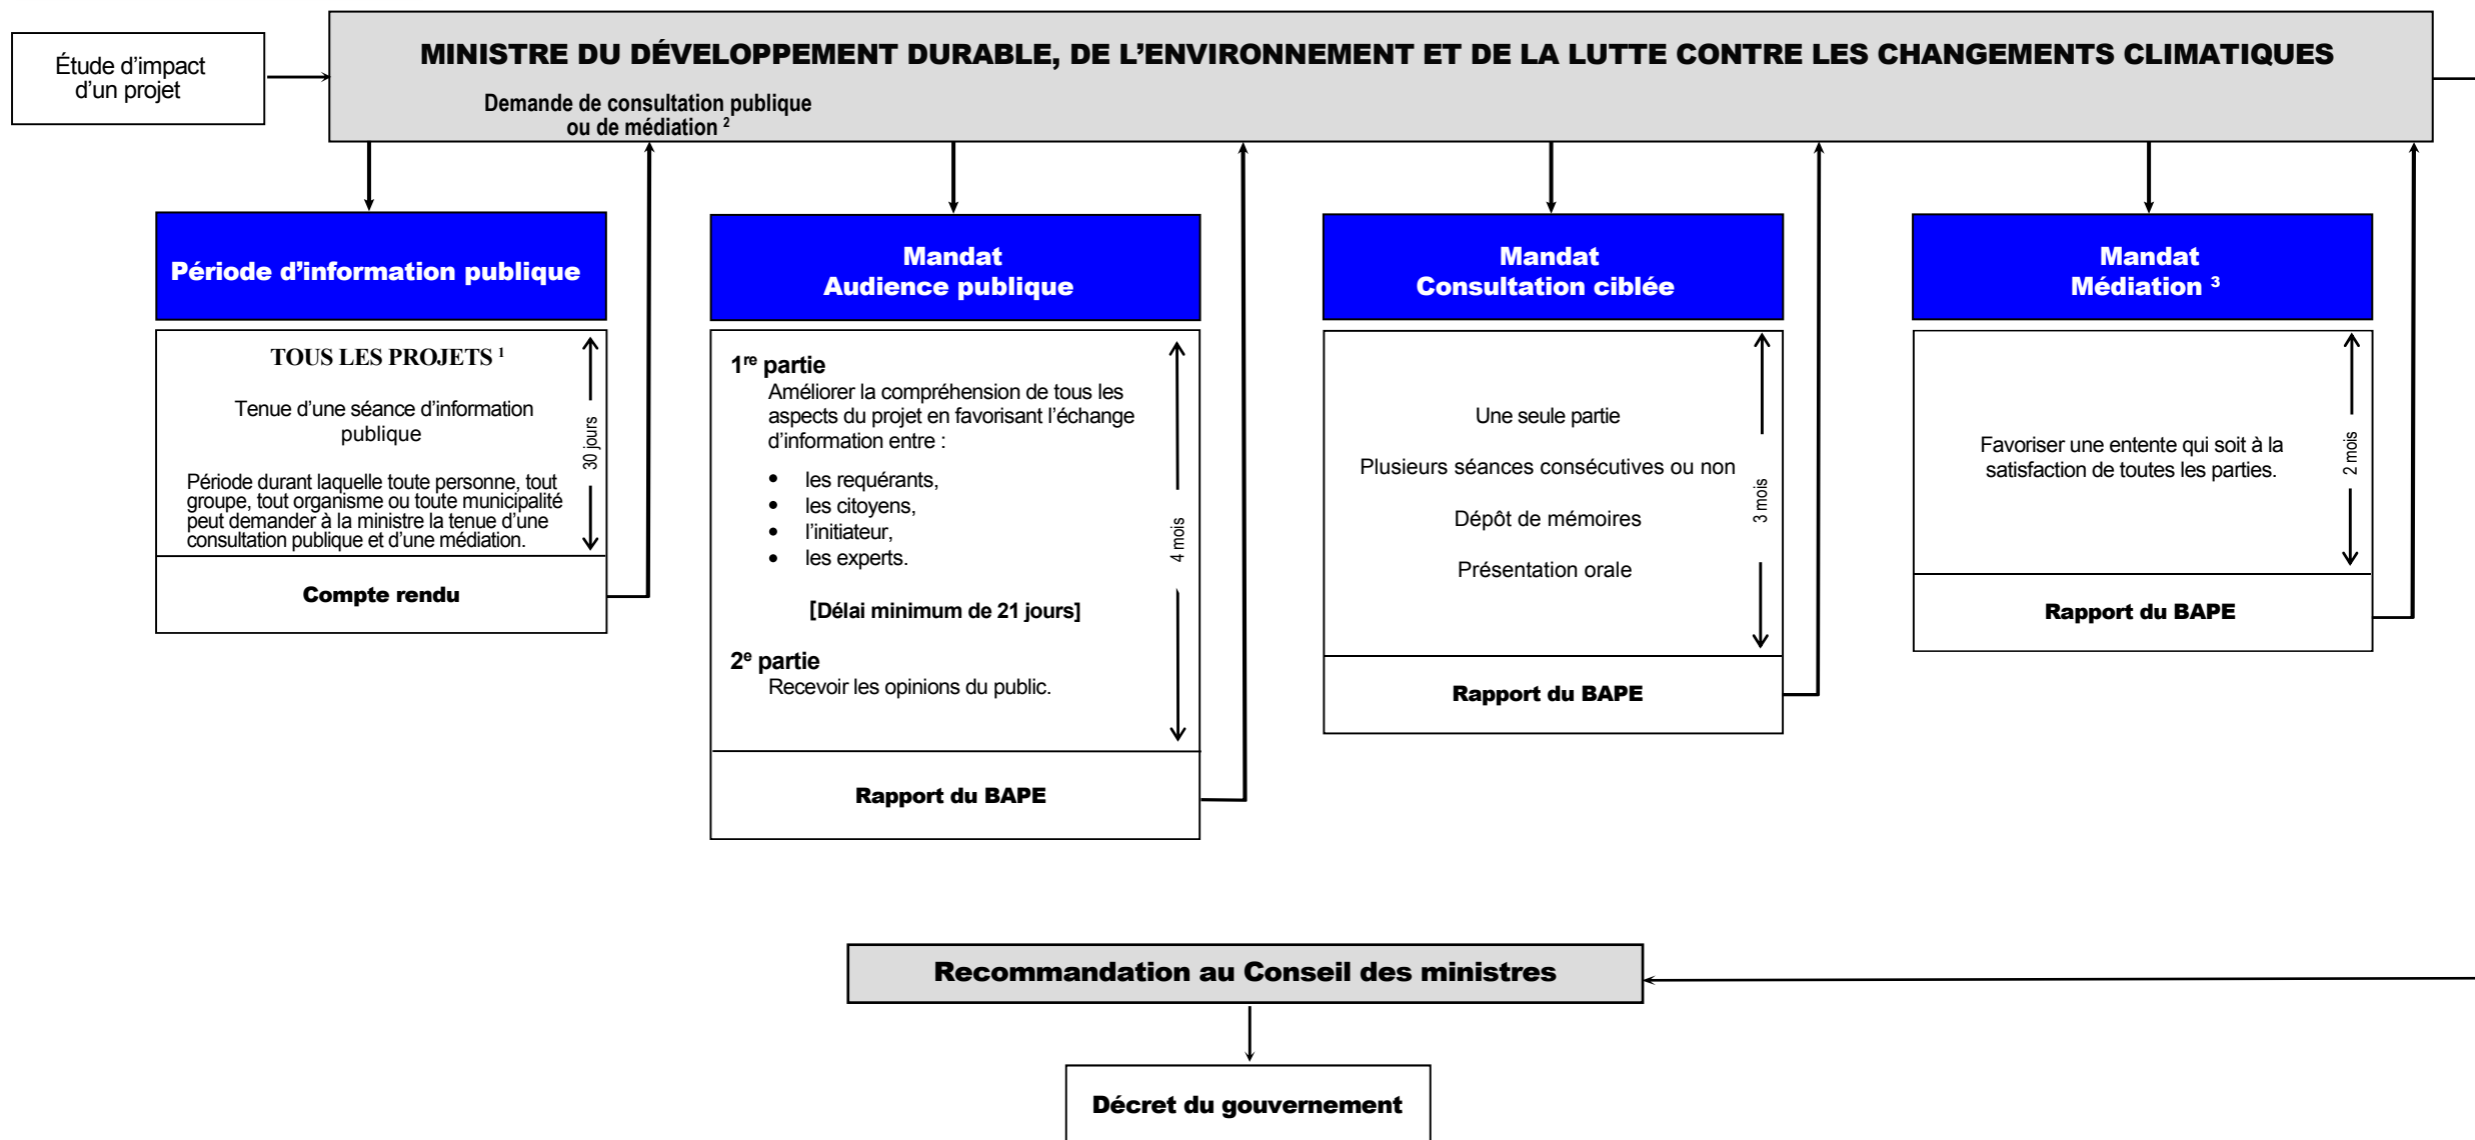 Étude d’impact
d’un projet
MINISTRE DU DÉVELOPPEMENT DURABLE, DE L’ENVIRONNEMENT ET DE LA LUTTE CONTRE LES CHANGEMENTS CLIMATIQUES
Demande de consultation publique
ou de médiation ²
Période d’information publique
TOUS LES PROJETS ¹
Tenue d’une séance d’information
publique
Période durant laquelle toute personne, tout
groupe, tout organisme ou toute municipalité
peut demander à la ministre la tenue d’une
consultation publique et d’une médiation.
30 jours
Compte rendu
Mandat
Audience publique
1re partie
Améliorer la compréhension de tous les
aspects du projet en favorisant l’échange
d’information entre :
• les requérants,
• les citoyens,
• l’initiateur,
• les experts.
[Délai minimum de 21 jours]
2e partie
Recevoir les opinions du public.
4 mois
Rapport du BAPE
Mandat
Consultation ciblée
Une seule partie
Plusieurs séances consécutives ou non
Dépôt de mémoires
Présentation orale
3 mois
Rapport du BAPE
Mandat
Médiation ³
Favoriser une entente qui soit à la
satisfaction de toutes les parties.
2 mois
Rapport du BAPE
Recommandation au Conseil des ministres
Décret du gouvernement